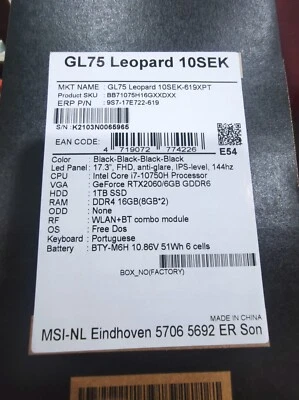 GL75 Leopard 10SEK
MKT NAME : GL75 Leopard 10SEK-619XPT
Product SKU : BB71075H16GXXDXX
ERP P/N : 9S7-17E722-619
S/N: K2103N0065965
EAN CODE:
4 719072 774226
E54
Color : Black-Black-Black-Black
Led Panel : 17.3", FHD, anti-glare, IPS-level, 144hz
CPU : Intel Core i7-10750H Processor
VGA : GeForce RTX2060/6GB GDDR6
HDD : 1TB SSD
RAM : DDR4 16GB(8GB*2)
ODD : None
RF : WLAN+BT combo module
OS : Free Dos
Keyboard : Portuguese
Battery : BTY-M6H 10.86V 51Wh 6 cells
BOX_NO(FACTORY)
MADE IN CHINA
MSI-NL Eindhoven 5706 5692 ER Son